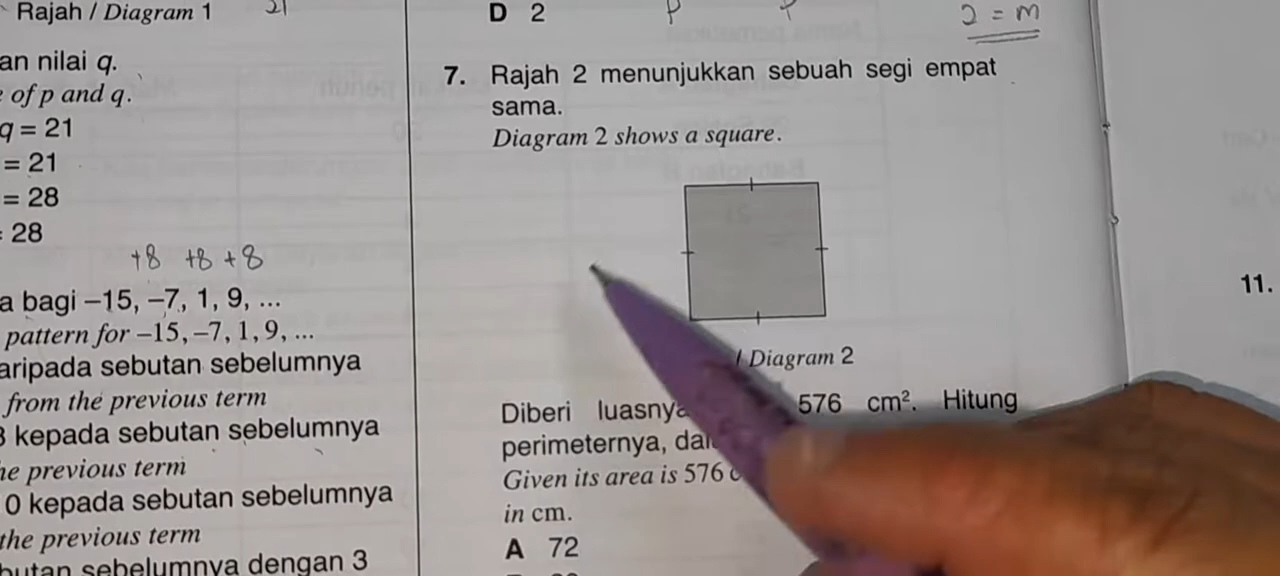 Rajah / Diagram 1
21
an nilai q.
of p and q.
q = 21
= 21
= 28
28
+8 +8 +8
a bagi –15, –7, 1, 9, ...
pattern for –15, –7, 1, 9, ...
aripada sebutan sebelumnya
from the previous term
kepada sebutan sebelumnya
he previous term
0 kepada sebutan sebelumnya
the previous term
butan sebelumnya dengan 3
D 2
p p
2 = m
7. Rajah 2 menunjukkan sebuah segi empat
sama.
Diagram 2 shows a square.
/ Diagram 2
Diberi luasnya 576 cm². Hitung
perimeternya, dal
Given its area is 576 c
in cm.
A 72
11.